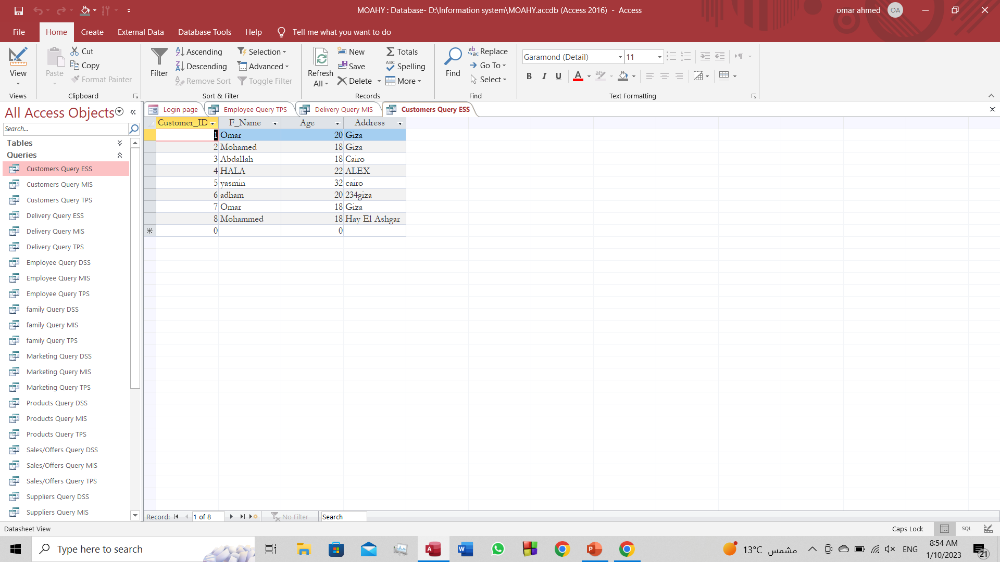 MOAHY : Database- D:\Information system\MOAHY.accdb (Access 2016)  -  Access
omar ahmed
OA
File
Home
Create
External Data
Database Tools
Help
Tell me what you want to do
View
Views
Paste
Cut
Copy
Format Painter
Clipboard
Filter
Ascending
Descending
Remove Sort
Selection
Advanced
Toggle Filter
Sort & Filter
Refresh
All
New
Save
Delete
Totals
Spelling
More
Records
Find
Replace
Go To
Select
Find
Garamond (Detail)
11
B I U
Text Formatting
All Access Objects
Search...
Tables
Queries
Customers Query ESS
Customers Query MIS
Customers Query TPS
Delivery Query ESS
Delivery Query MIS
Delivery Query TPS
Employee Query DSS
Employee Query MIS
Employee Query TPS
family Query DSS
family Query MIS
family Query TPS
Marketing Query DSS
Marketing Query MIS
Marketing Query TPS
Products Query DSS
Products Query MIS
Products Query TPS
Sales/Offers Query DSS
Sales/Offers Query MIS
Sales/Offers Query TPS
Suppliers Query DSS
Suppliers Query MIS
Login page
Employee Query TPS
Delivery Query MIS
Customers Query ESS
Customer_ID F_Name Age Address
1 Omar 20 Giza
2 Mohamed 18 Giza
3 Abdallah 18 Cairo
4 HALA 22 ALEX
5 yasmin 32 cairo
6 adham 20 234giza
7 Omar 18 Giza
8 Mohammed 18 Hay El Ashgar
0 0
Record: 1 of 8 No Filter Search
Datasheet View
Caps Lock
SQL
Type here to search
13°C مشمس
ENG
8:54 AM
1/10/2023
21